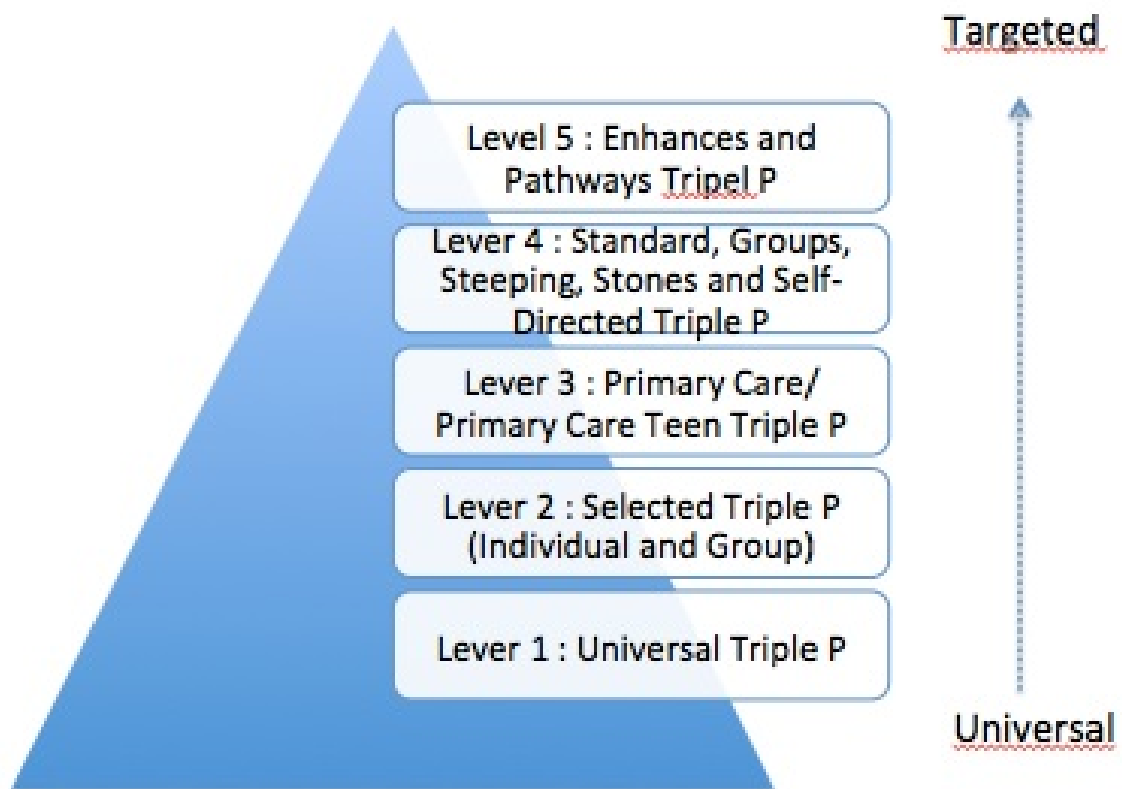 Targeted
Level 5 : Enhances and
Pathways Tripel P
Lever 4 : Standard, Groups,
Steeping, Stones and Self-
Directed Triple P
Lever 3 : Primary Care/
Primary Care Teen Triple P
Lever 2 : Selected Triple P
(Individual and Group)
Lever 1 : Universal Triple P
Universal